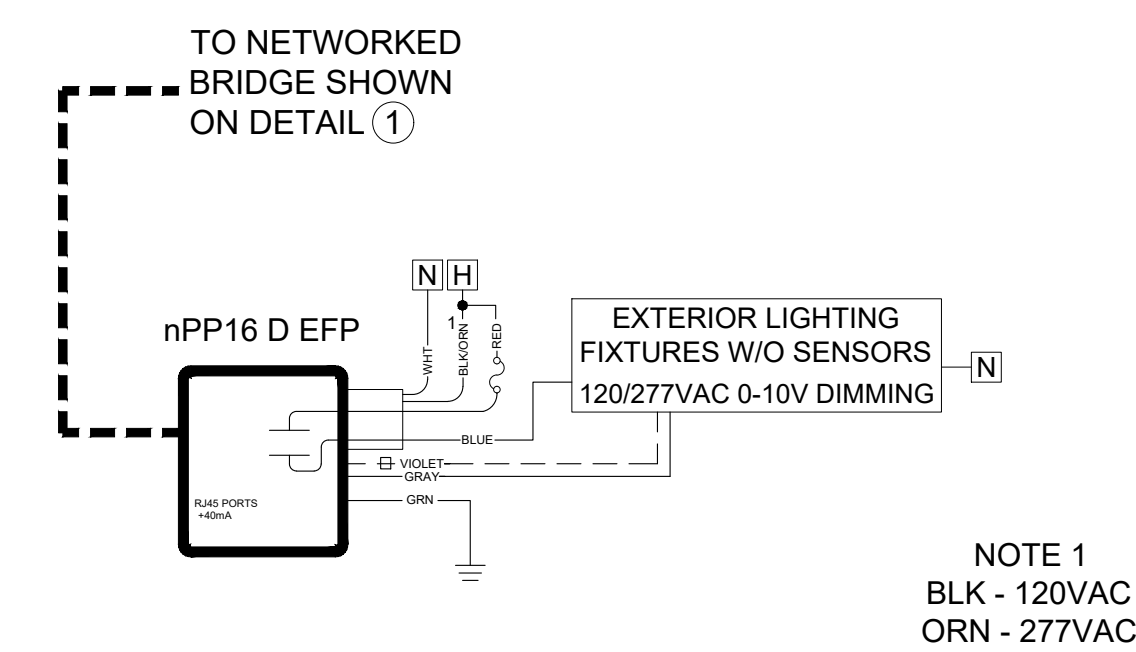 TO NETWORKED
BRIDGE SHOWN
ON DETAIL 1
N H
nPP16 D EFP
1
WHT
BLK/ORN
RED
EXTERIOR LIGHTING
FIXTURES W/O SENSORS
120/277VAC 0-10V DIMMING
N
BLUE
VIOLET
GRAY
GRN
RJ45 PORTS
+40mA
NOTE 1
BLK - 120VAC
ORN - 277VAC